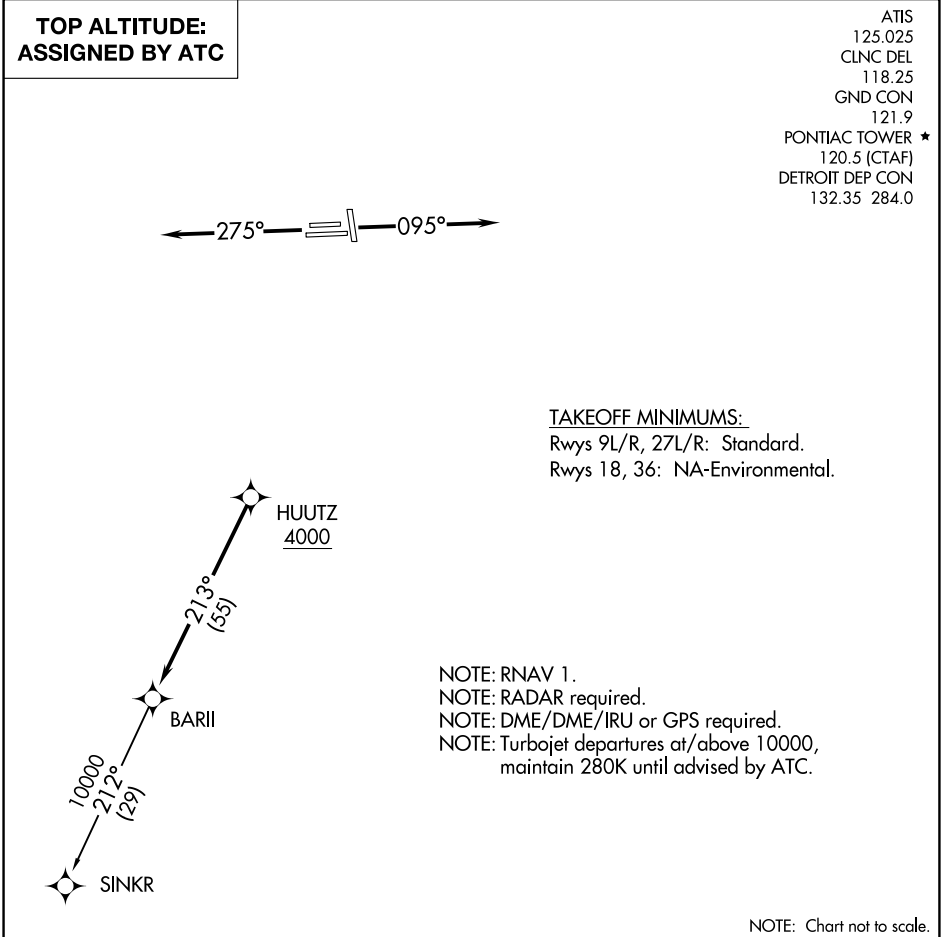 TOP ALTITUDE:
ASSIGNED BY ATC
ATIS
125.025
CLNC DEL
118.25
GND CON
121.9
PONTIAC TOWER ★
120.5 (CTAF)
DETROIT DEP CON
132.35 284.0
275°
095°
TAKEOFF MINIMUMS:
Rwys 9L/R, 27L/R: Standard.
Rwys 18, 36: NA-Environmental.
HUUTZ
4000
213°
(55)
BARII
10000
212°
(29)
SINKR
NOTE: RNAV 1.
NOTE: RADAR required.
NOTE: DME/DME/IRU or GPS required.
NOTE: Turbojet departures at/above 10000,
maintain 280K until advised by ATC.
NOTE: Chart not to scale.